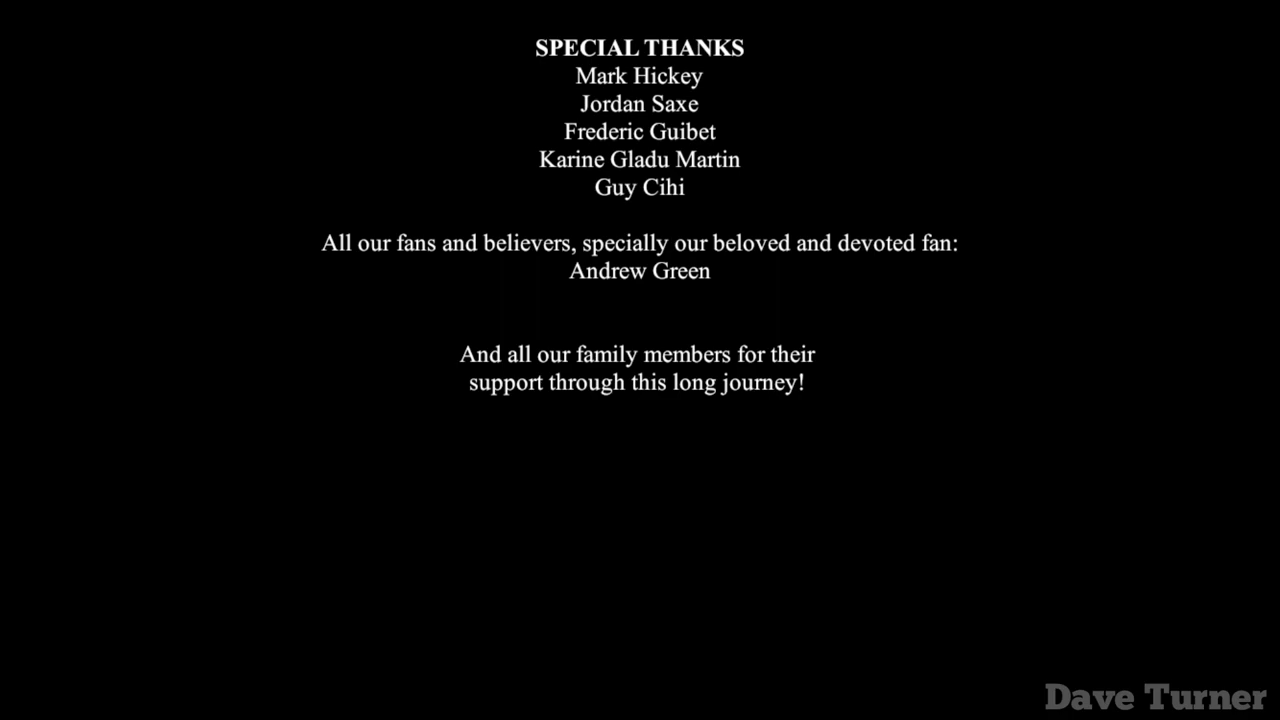 SPECIAL THANKS
Mark Hickey
Jordan Saxe
Frederic Guibet
Karine Gladu Martin
Guy Cihi
All our fans and believers, specially our beloved and devoted fan:
Andrew Green
And all our family members for their
support through this long journey!
Dave Turner